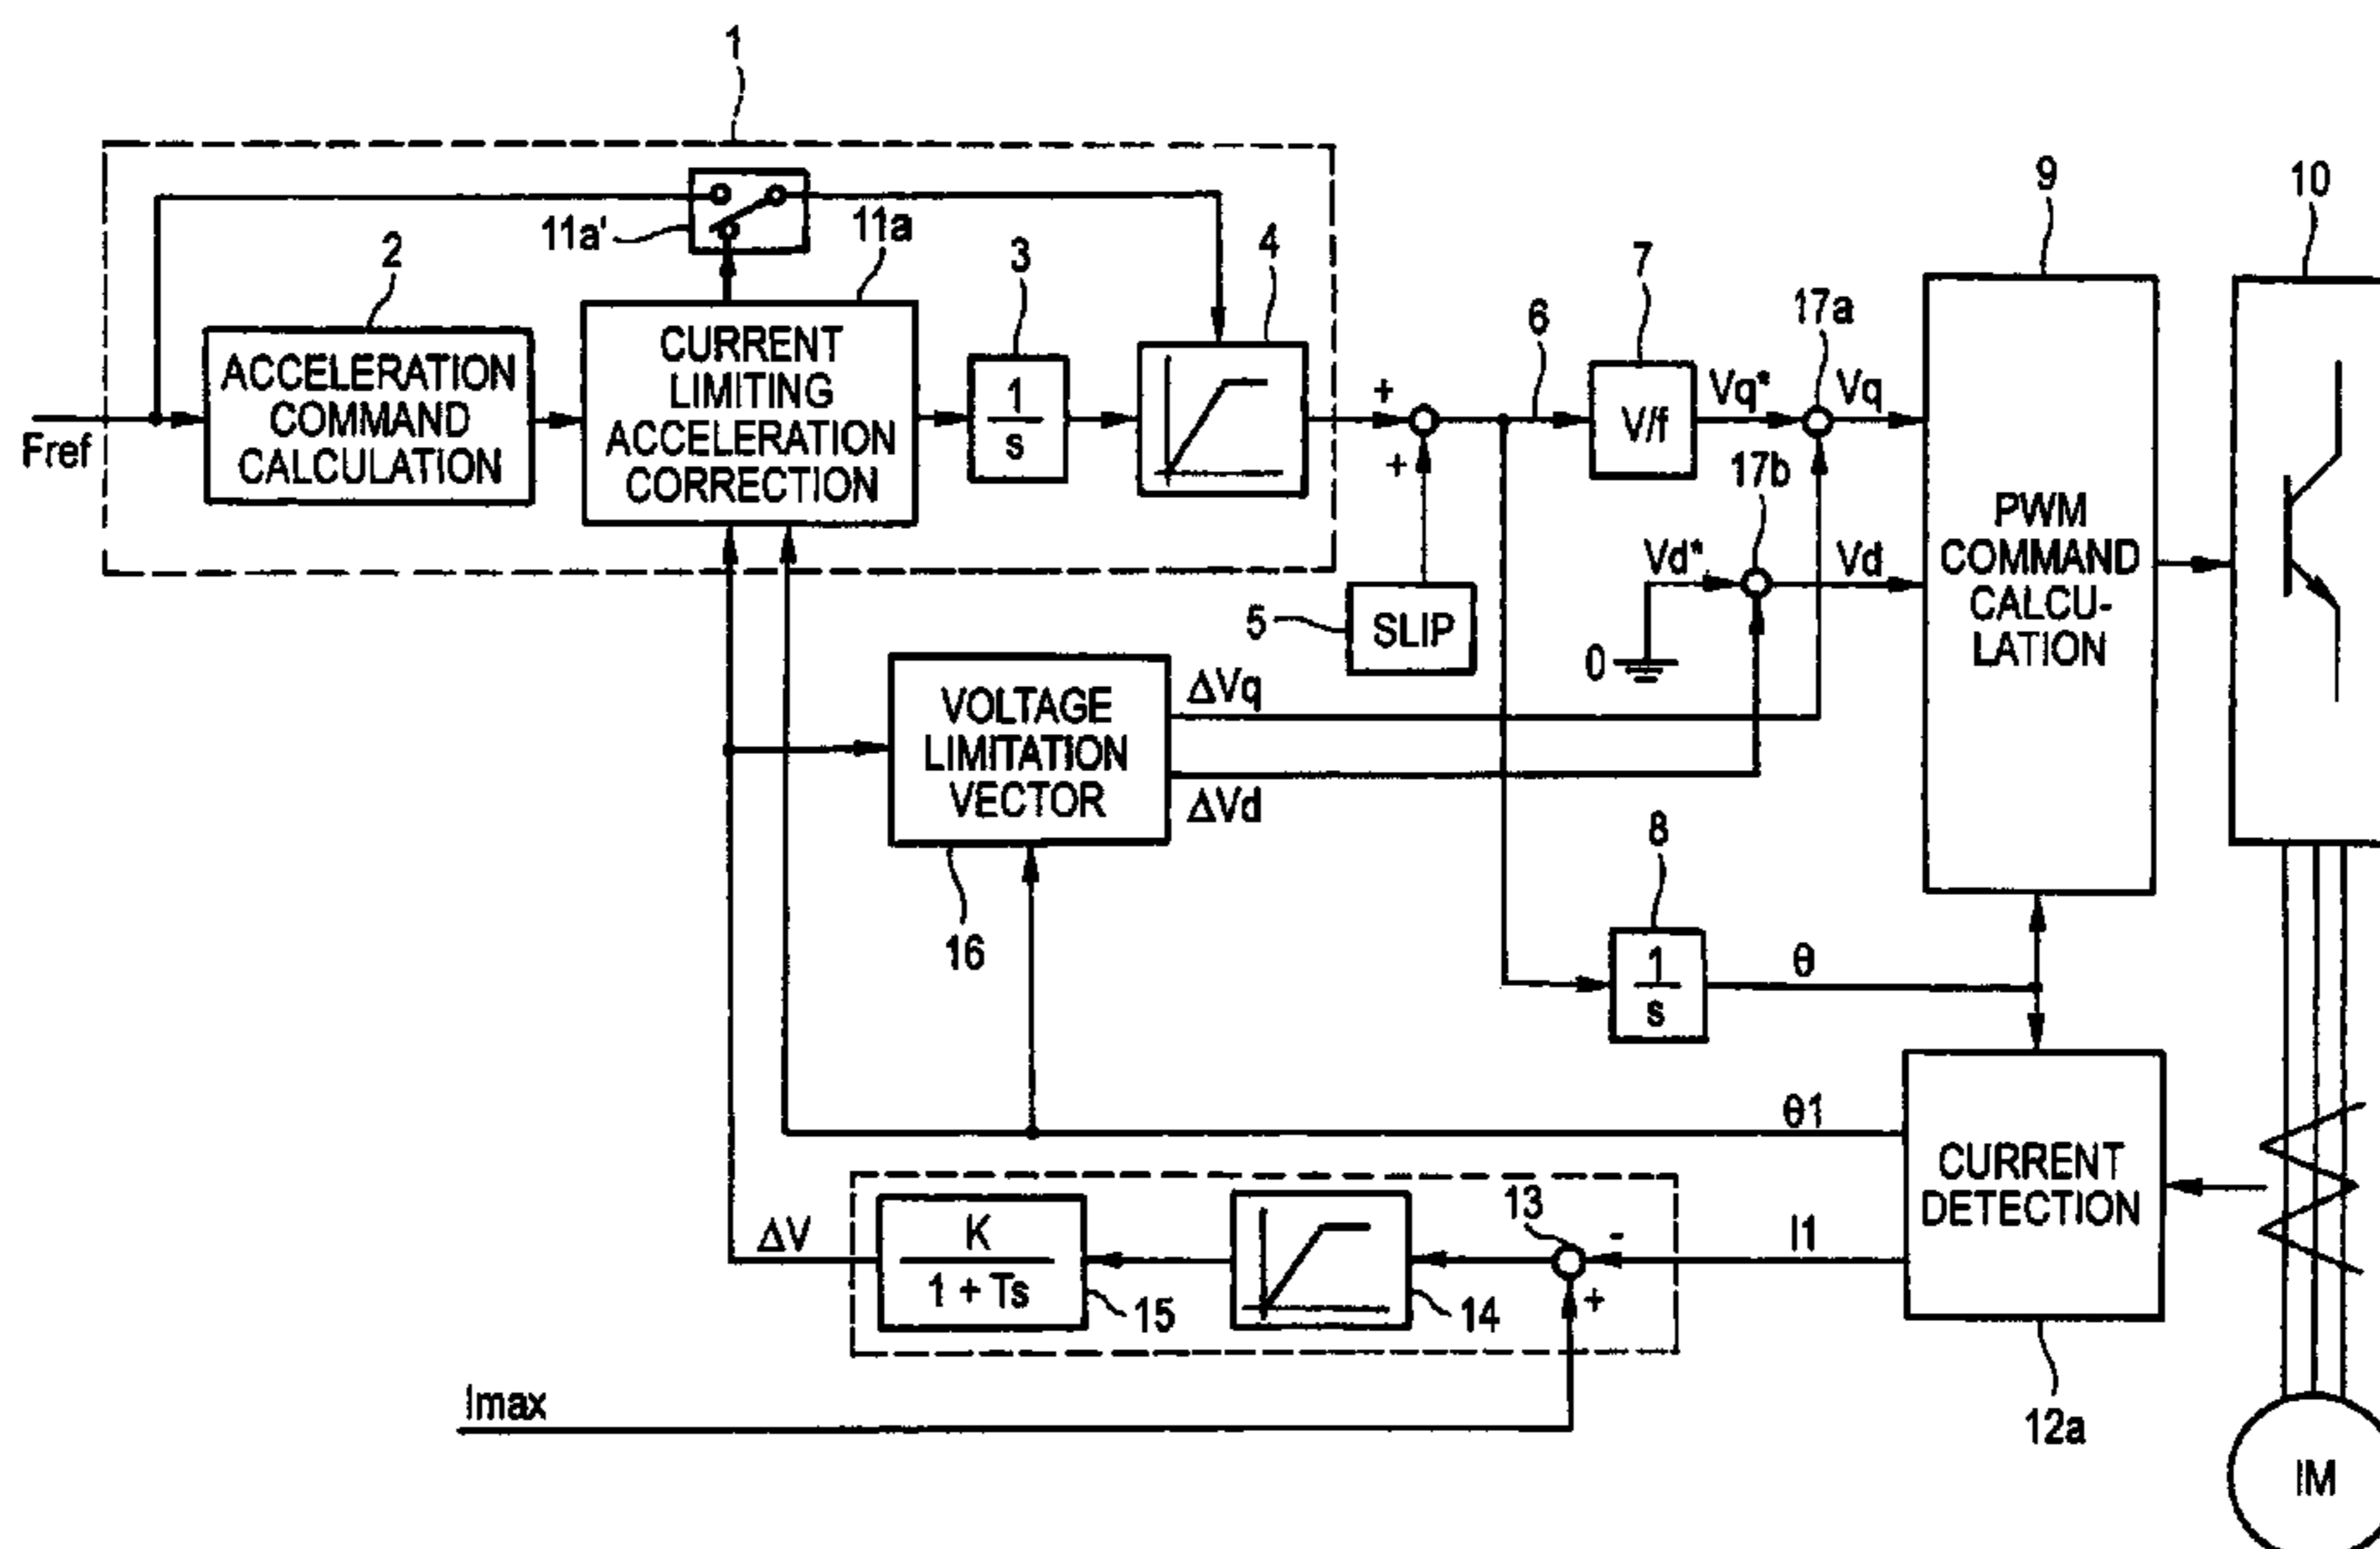 1
11a'
11a
2
3
4
6
7
17a
9
10
Fref
ACCELERATION
COMMAND
CALCULATION
CURRENT
LIMITING
ACCELERATION
CORRECTION
1
s
+
+
V/f
Vq*
Vq
17b
Vd*
Vd
0
5
SLIP
PWM
COMMAND
CALCU-
LATION
VOLTAGE
LIMITATION
VECTOR
ΔVq
ΔVd
16
8
1
s
θ
θ1
CURRENT
DETECTION
13
-
+
I1
ΔV
K
1 + Ts
15
14
Imax
12a
IM